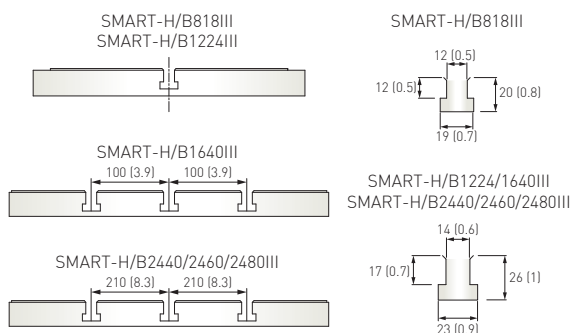 SMART-H/B818III
SMART-H/B1224III
SMART-H/B1640III
100 (3.9) 100 (3.9)
SMART-H/B2440/2460/2480III
210 (8.3) 210 (8.3)
SMART-H/B818III
12 (0.5)
12 (0.5)
20 (0.8)
19 (0.7)
SMART-H/B1224/1640III
SMART-H/B2440/2460/2480III
14 (0.6)
17 (0.7)
26 (1)
23 (0.9)